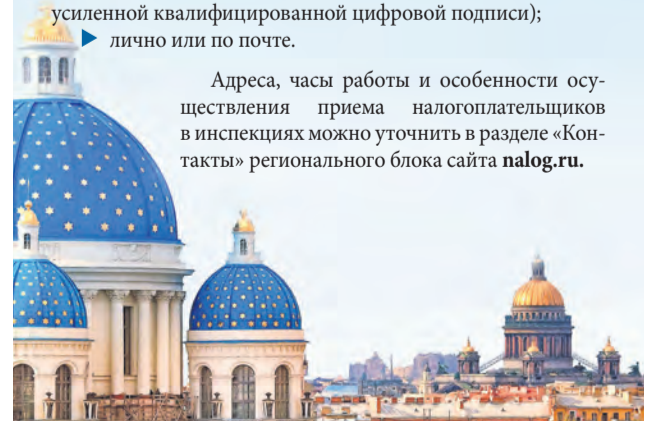 усиленной квалифицированной цифровой подписи);
▶ лично или по почте.
Адреса, часы работы и особенности осу-
ществления приема налогоплательщиков
в инспекциях можно уточнить в разделе «Кон-
такты» регионального блока сайта nalog.ru.